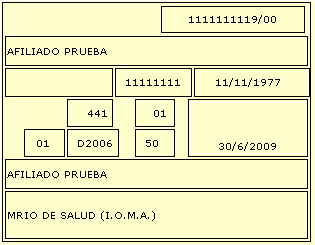 1111111119/00
AFILIADO PRUEBA
11111111 11/11/1977
441 01
01 D2006 50 30/6/2009
AFILIADO PRUEBA
MRIO DE SALUD (I.O.M.A.)